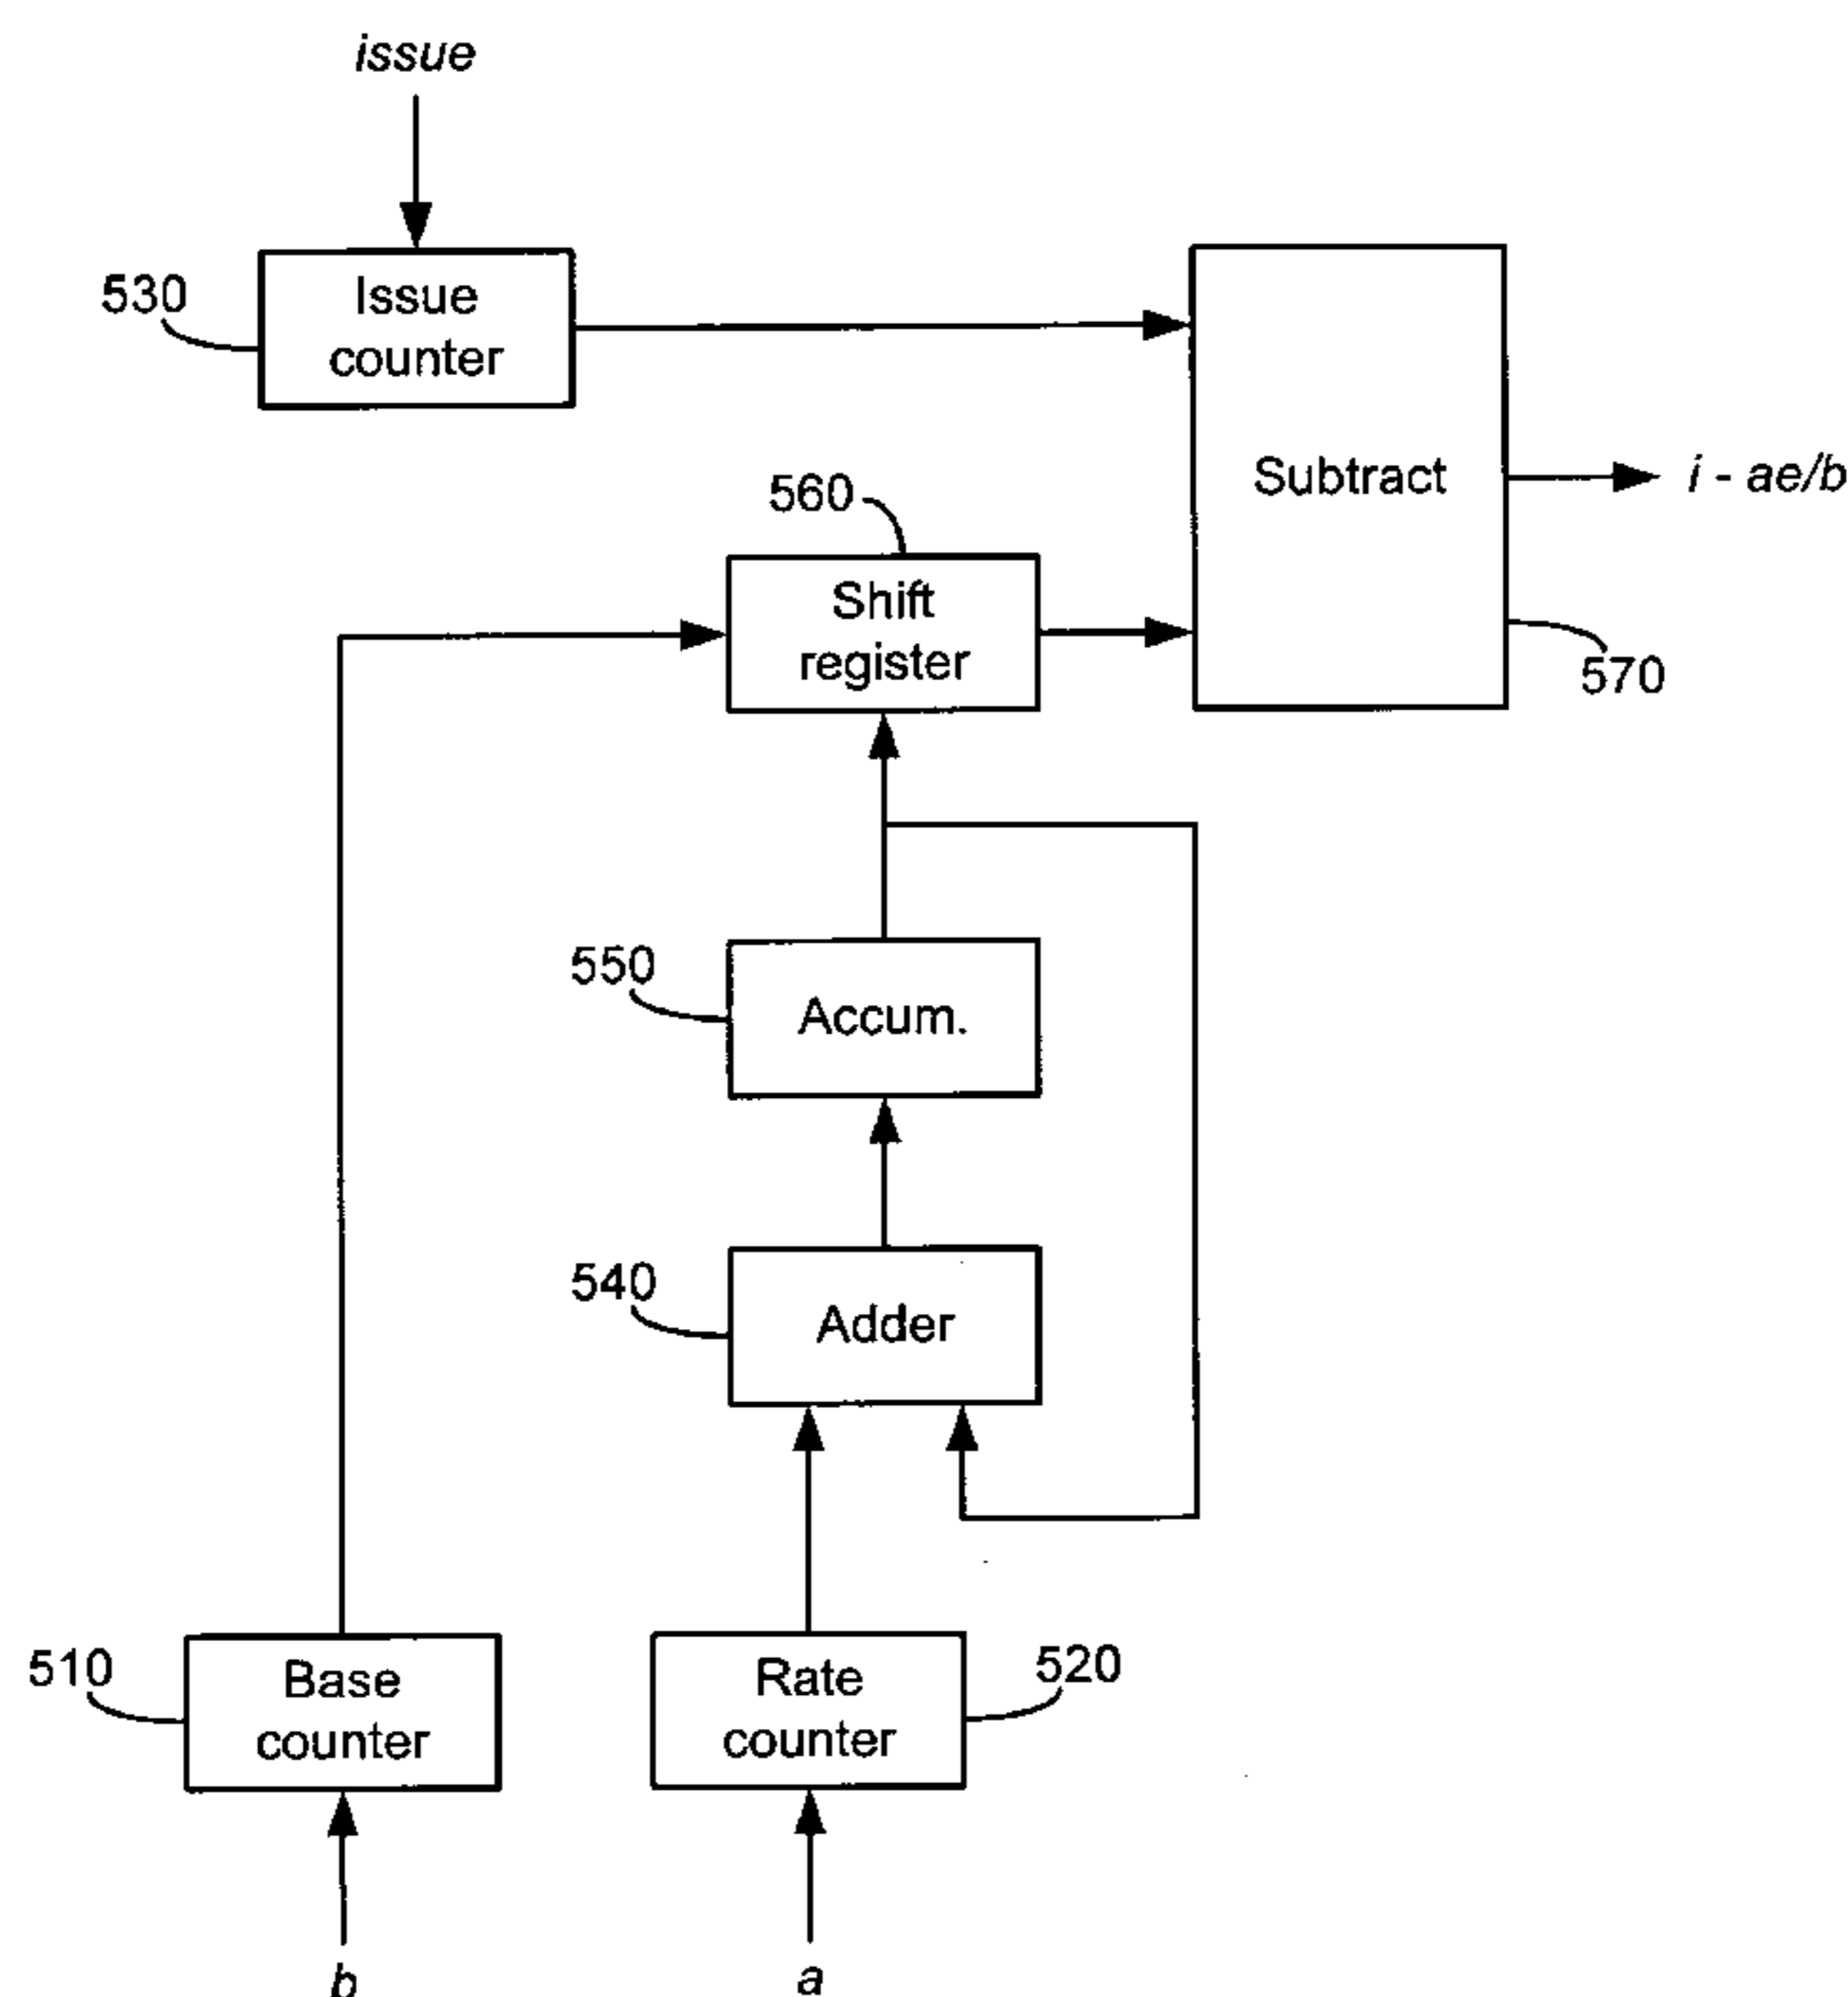 issue
530
Issue
counter
Subtract
i - ae/b
560
Shift
register
570
550
Accum.
540
Adder
510
Base
counter
Rate
counter
520
b
a